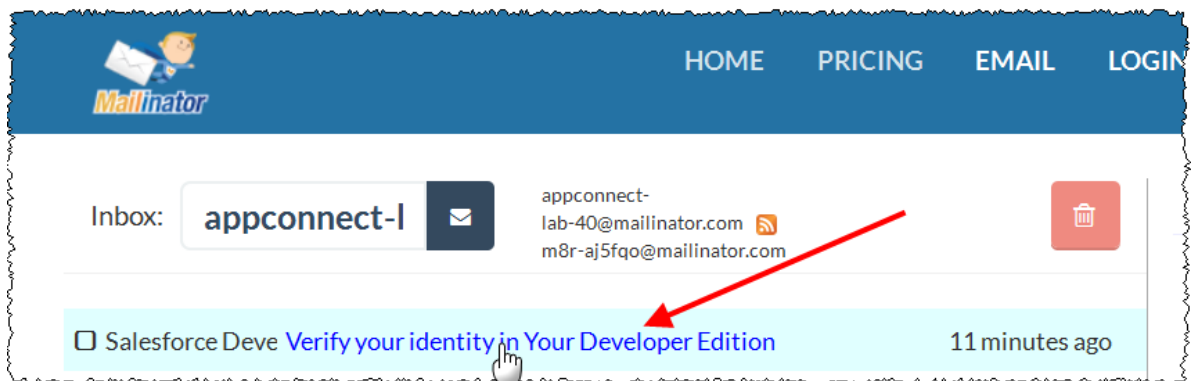 Mailinator
HOME PRICING EMAIL LOGIN
Inbox: appconnect-l
appconnect-
lab-40@mailinator.com
m8r-aj5fqo@mailinator.com
Salesforce Deve Verify your identity in Your Developer Edition 11 minutes ago